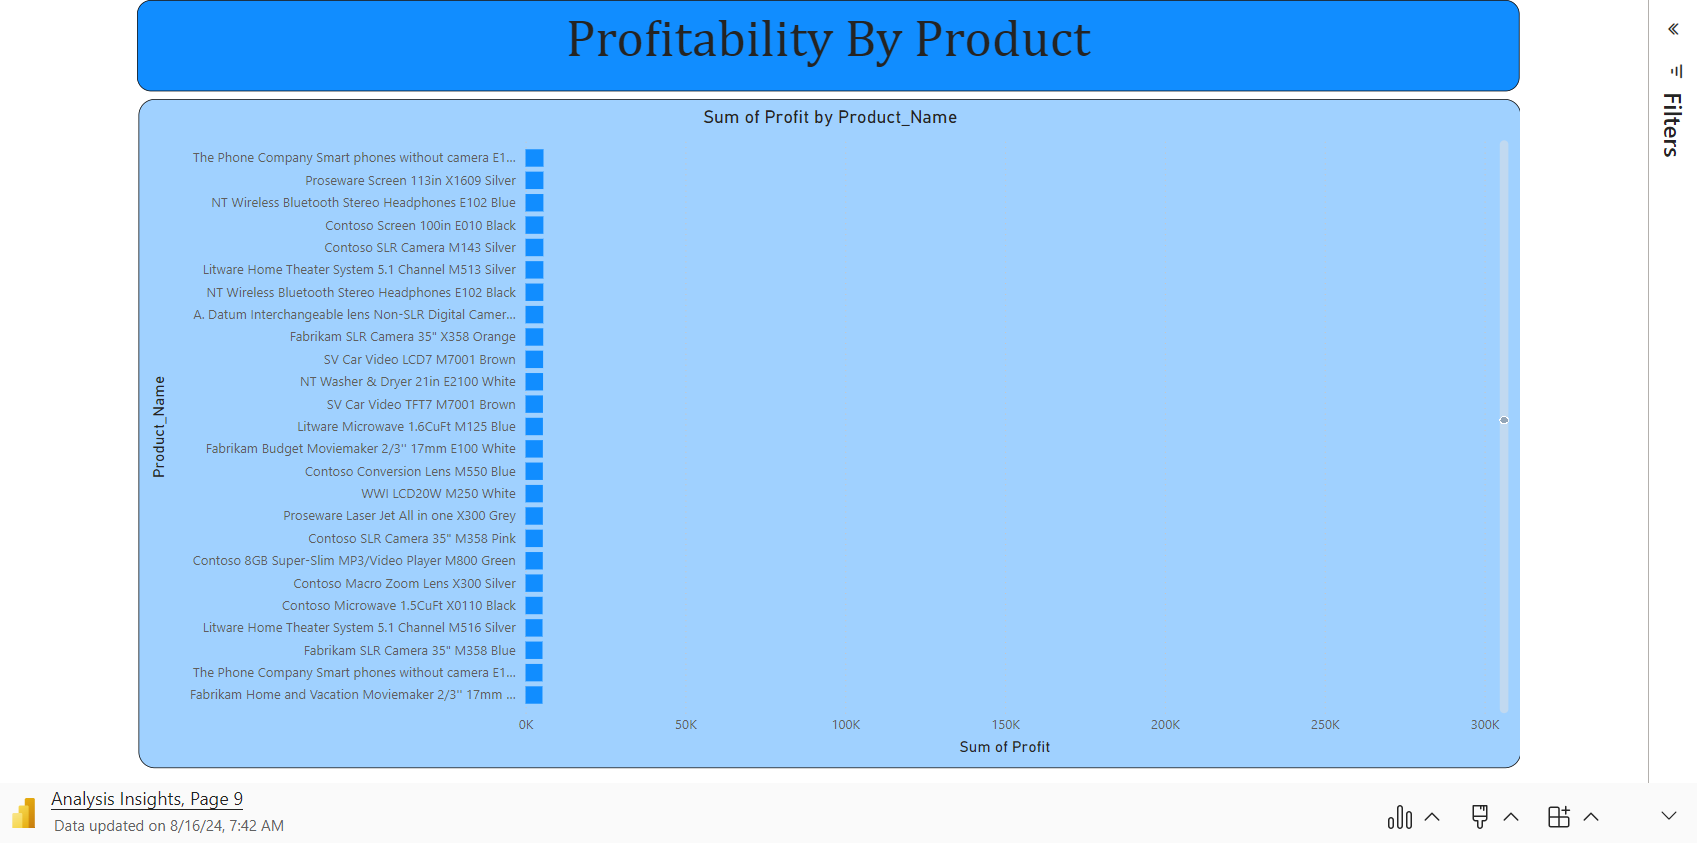 Profitability By Product
Filters
Sum of Profit by Product_Name
Product_Name
The Phone Company Smart phones without camera E1...
Proseware Screen 113in X1609 Silver
NT Wireless Bluetooth Stereo Headphones E102 Blue
Contoso Screen 100in E010 Black
Contoso SLR Camera M143 Silver
Litware Home Theater System 5.1 Channel M513 Silver
NT Wireless Bluetooth Stereo Headphones E102 Black
A. Datum Interchangeable lens Non-SLR Digital Camer...
Fabrikam SLR Camera 35" X358 Orange
SV Car Video LCD7 M7001 Brown
NT Washer & Dryer 21in E2100 White
SV Car Video TFT7 M7001 Brown
Litware Microwave 1.6CuFt M125 Blue
Fabrikam Budget Moviemaker 2/3'' 17mm E100 White
Contoso Conversion Lens M550 Blue
WWI LCD20W M250 White
Proseware Laser Jet All in one X300 Grey
Contoso SLR Camera 35" M358 Pink
Contoso 8GB Super-Slim MP3/Video Player M800 Green
Contoso Macro Zoom Lens X300 Silver
Contoso Microwave 1.5CuFt X0110 Black
Litware Home Theater System 5.1 Channel M516 Silver
Fabrikam SLR Camera 35" M358 Blue
The Phone Company Smart phones without camera E1...
Fabrikam Home and Vacation Moviemaker 2/3'' 17mm ...
0K 50K 100K 150K 200K 250K 300K
Sum of Profit
Analysis Insights, Page 9
Data updated on 8/16/24, 7:42 AM